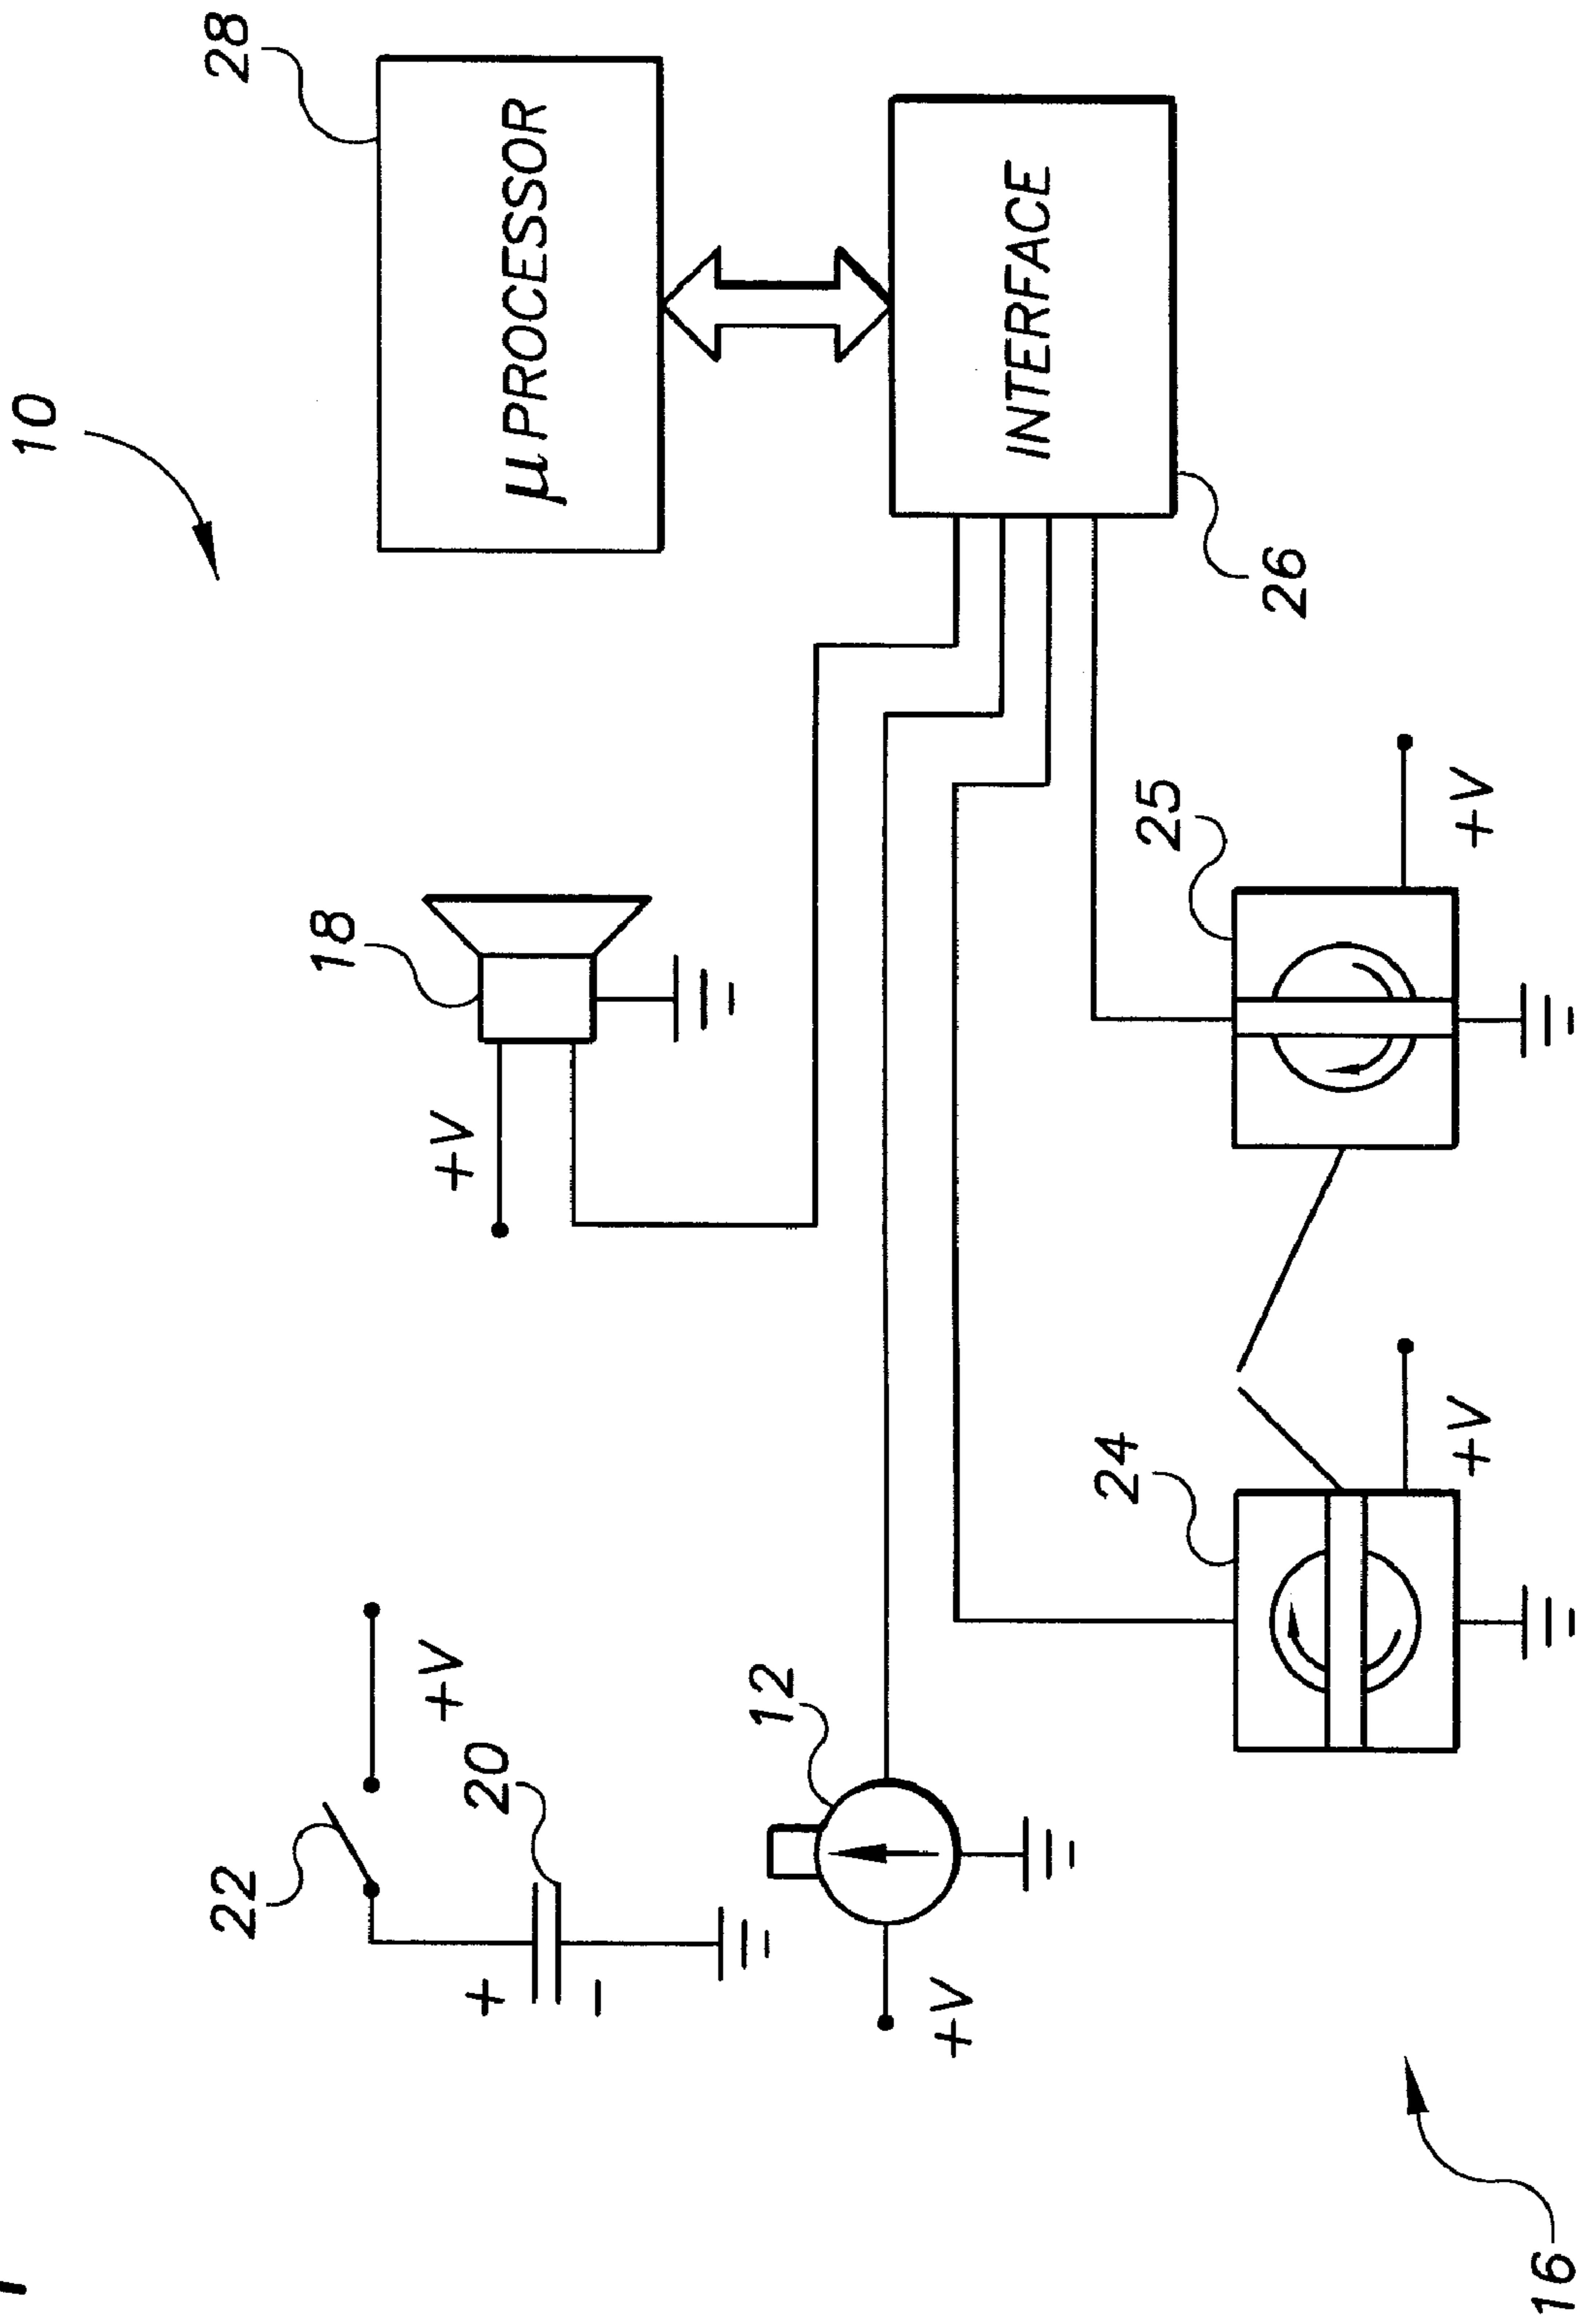 10
28
22
18
+V
+V
+
20
μPROCESSOR
−
12
+V
INTERFACE
24
25
26
+V
+V
16